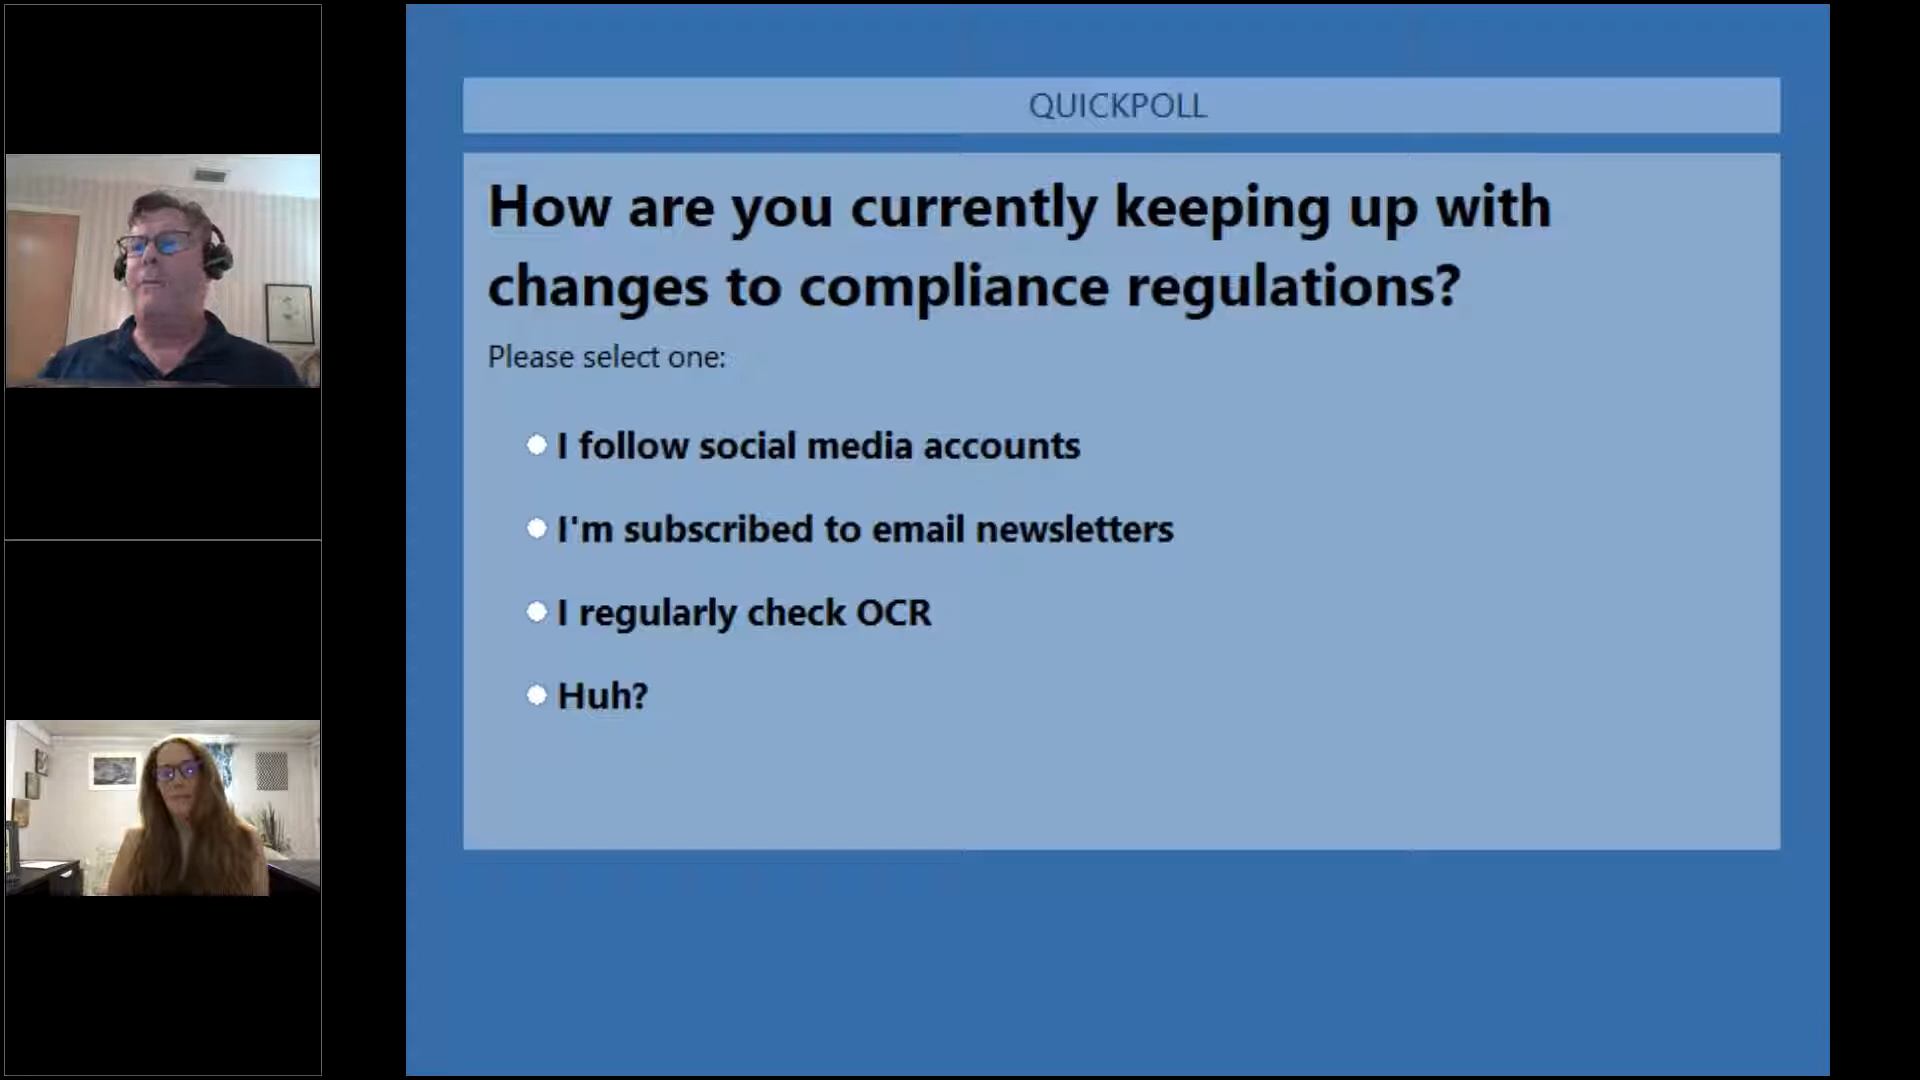 QUICKPOLL
How are you currently keeping up with
changes to compliance regulations?
Please select one:
I follow social media accounts
I'm subscribed to email newsletters
I regularly check OCR
Huh?